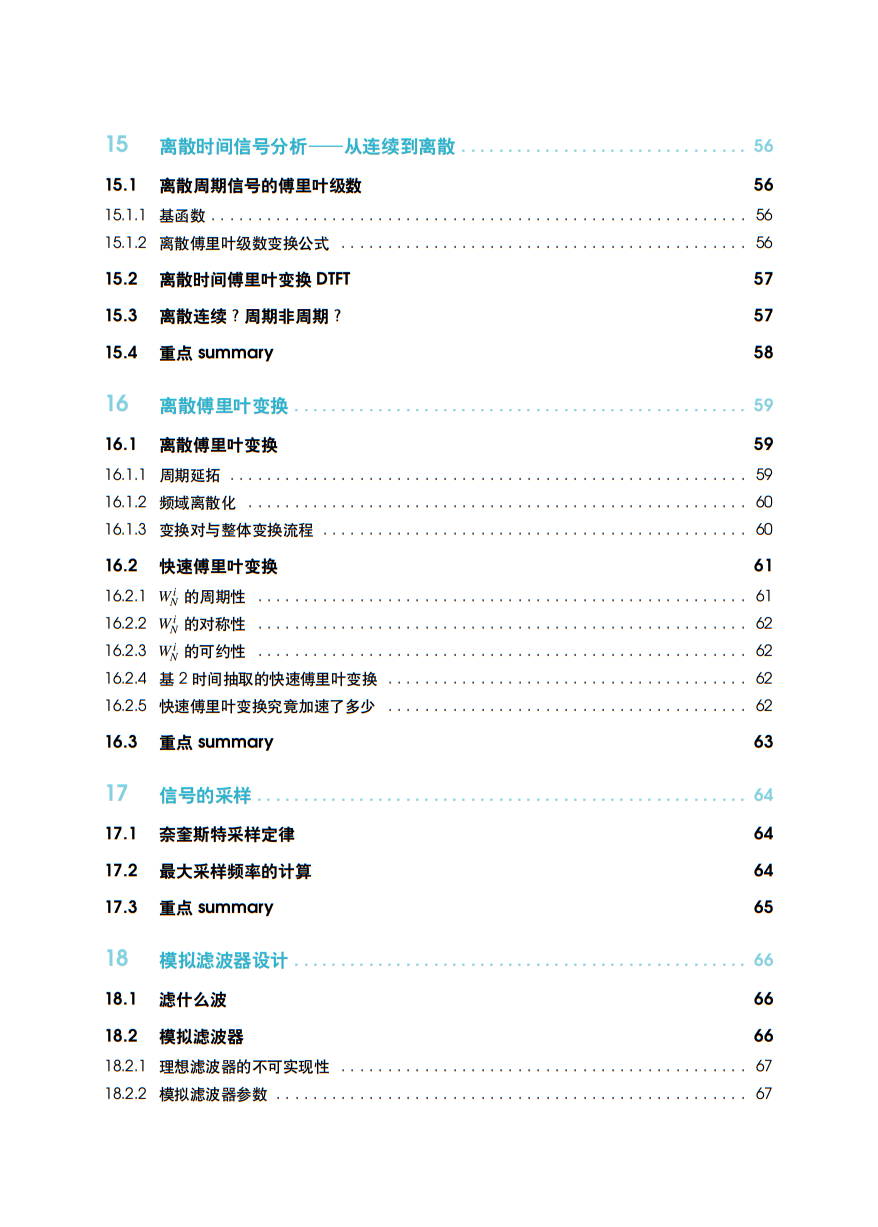 15 离散时间信号分析——从连续到离散 . . . . . . . . . . . . . . . . . . . . . . . . . . . . . . 56
15.1 离散周期信号的傅里叶级数 56
15.1.1 基函数 . . . . . . . . . . . . . . . . . . . . . . . . . . . . . . 56
15.1.2 离散傅里叶级数变换公式 . . . . . . . . . . . . . . . . . . . . . . . . . . . . . . 56
15.2 离散时间傅里叶变换 DTFT 57
15.3 离散连续？周期非周期？ 57
15.4 重点 summary 58
16 离散傅里叶变换 . . . . . . . . . . . . . . . . . . . . . . . . . . . . . . 59
16.1 离散傅里叶变换 59
16.1.1 周期延拓 . . . . . . . . . . . . . . . . . . . . . . . . . . . . . . 59
16.1.2 频域离散化 . . . . . . . . . . . . . . . . . . . . . . . . . . . . . . 60
16.1.3 变换对与整体变换流程 . . . . . . . . . . . . . . . . . . . . . . . . . . . . . . 60
16.2 快速傅里叶变换 61
16.2.1 $W_N^i$ 的周期性 . . . . . . . . . . . . . . . . . . . . . . . . . . . . . . 61
16.2.2 $W_N^i$ 的对称性 . . . . . . . . . . . . . . . . . . . . . . . . . . . . . . 62
16.2.3 $W_N^i$ 的可约性 . . . . . . . . . . . . . . . . . . . . . . . . . . . . . . 62
16.2.4 基 2 时间抽取的快速傅里叶变换 . . . . . . . . . . . . . . . . . . . . . . . . . . . . . . 62
16.2.5 快速傅里叶变换究竟加速了多少 . . . . . . . . . . . . . . . . . . . . . . . . . . . . . . 62
16.3 重点 summary 63
17 信号的采样 . . . . . . . . . . . . . . . . . . . . . . . . . . . . . . 64
17.1 奈奎斯特采样定律 64
17.2 最大采样频率的计算 64
17.3 重点 summary 65
18 模拟滤波器设计 . . . . . . . . . . . . . . . . . . . . . . . . . . . . . . 66
18.1 滤什么波 66
18.2 模拟滤波器 66
18.2.1 理想滤波器的不可实现性 . . . . . . . . . . . . . . . . . . . . . . . . . . . . . . 67
18.2.2 模拟滤波器参数 . . . . . . . . . . . . . . . . . . . . . . . . . . . . . . 67